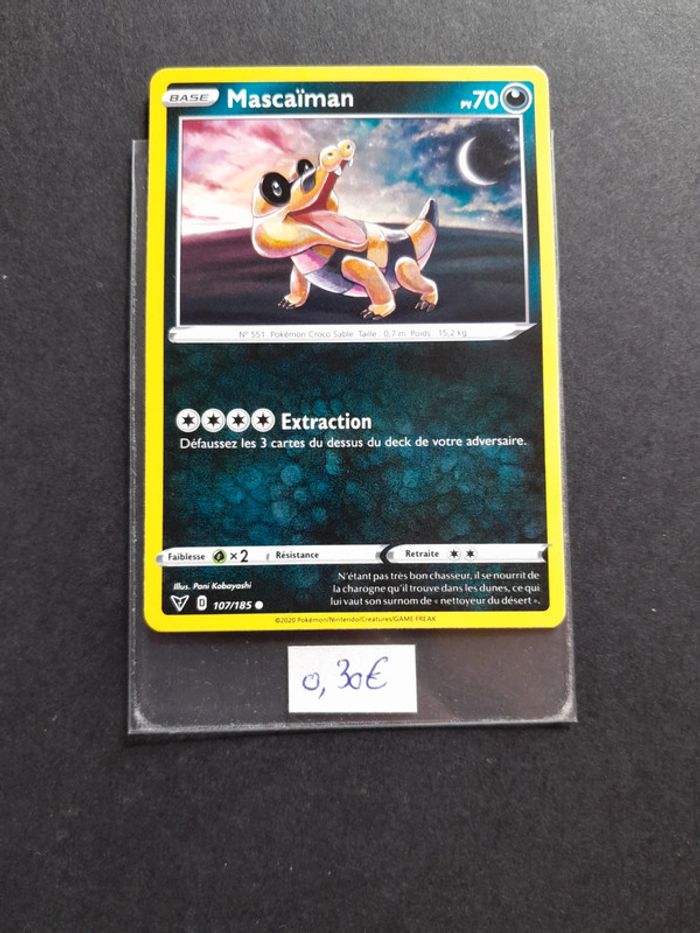 BASE Mascaïman PV70
N° 551 Pokémon Croco Sable Taille : 0,7 m Poids : 15,2 kg
Extraction
Défaussez les 3 cartes du dessus du deck de votre adversaire.
Faiblesse ×2 Résistance Retraite
Illus. Pani Kobayashi
N'étant pas très bon chasseur, il se nourrit de
la charogne qu'il trouve dans les dunes, ce qui
lui vaut son surnom de « nettoyeur du désert ».
D 107/185
©2020 Pokémon/Nintendo/Creatures/GAME FREAK
0,30€